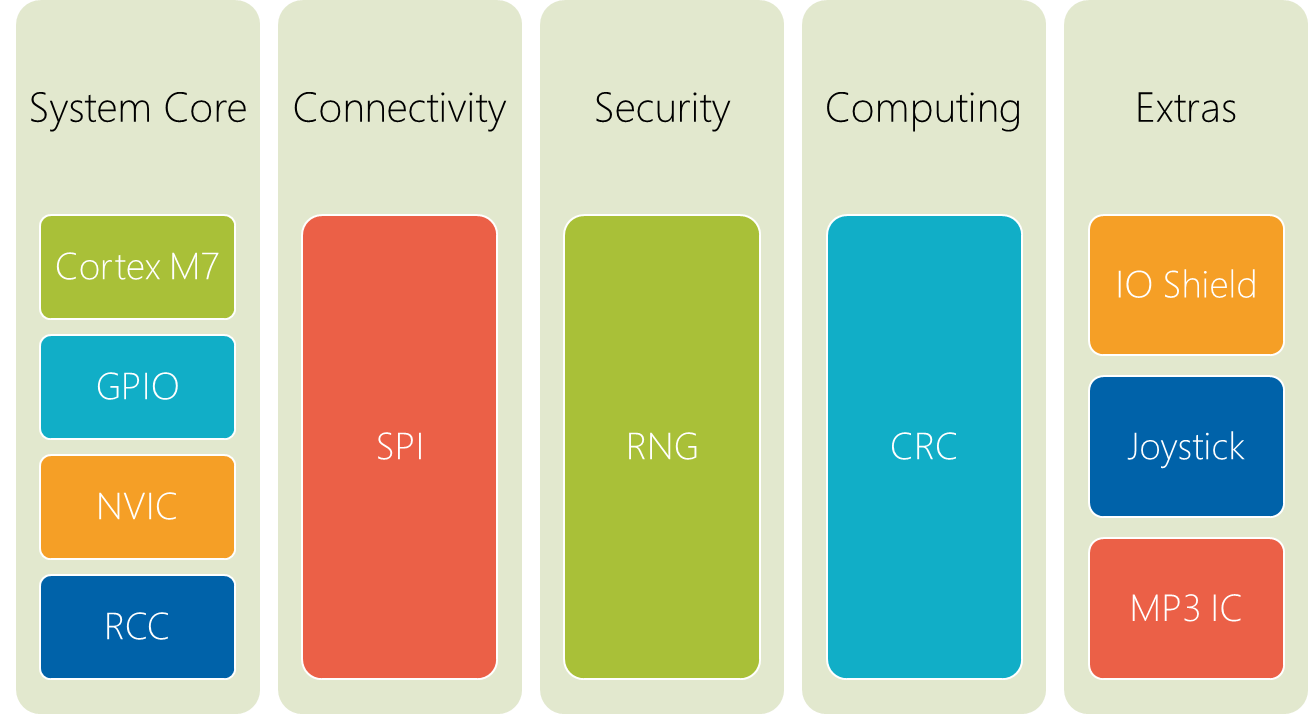 System Core
Cortex M7
GPIO
NVIC
RCC
Connectivity
SPI
Security
RNG
Computing
CRC
Extras
IO Shield
Joystick
MP3 IC